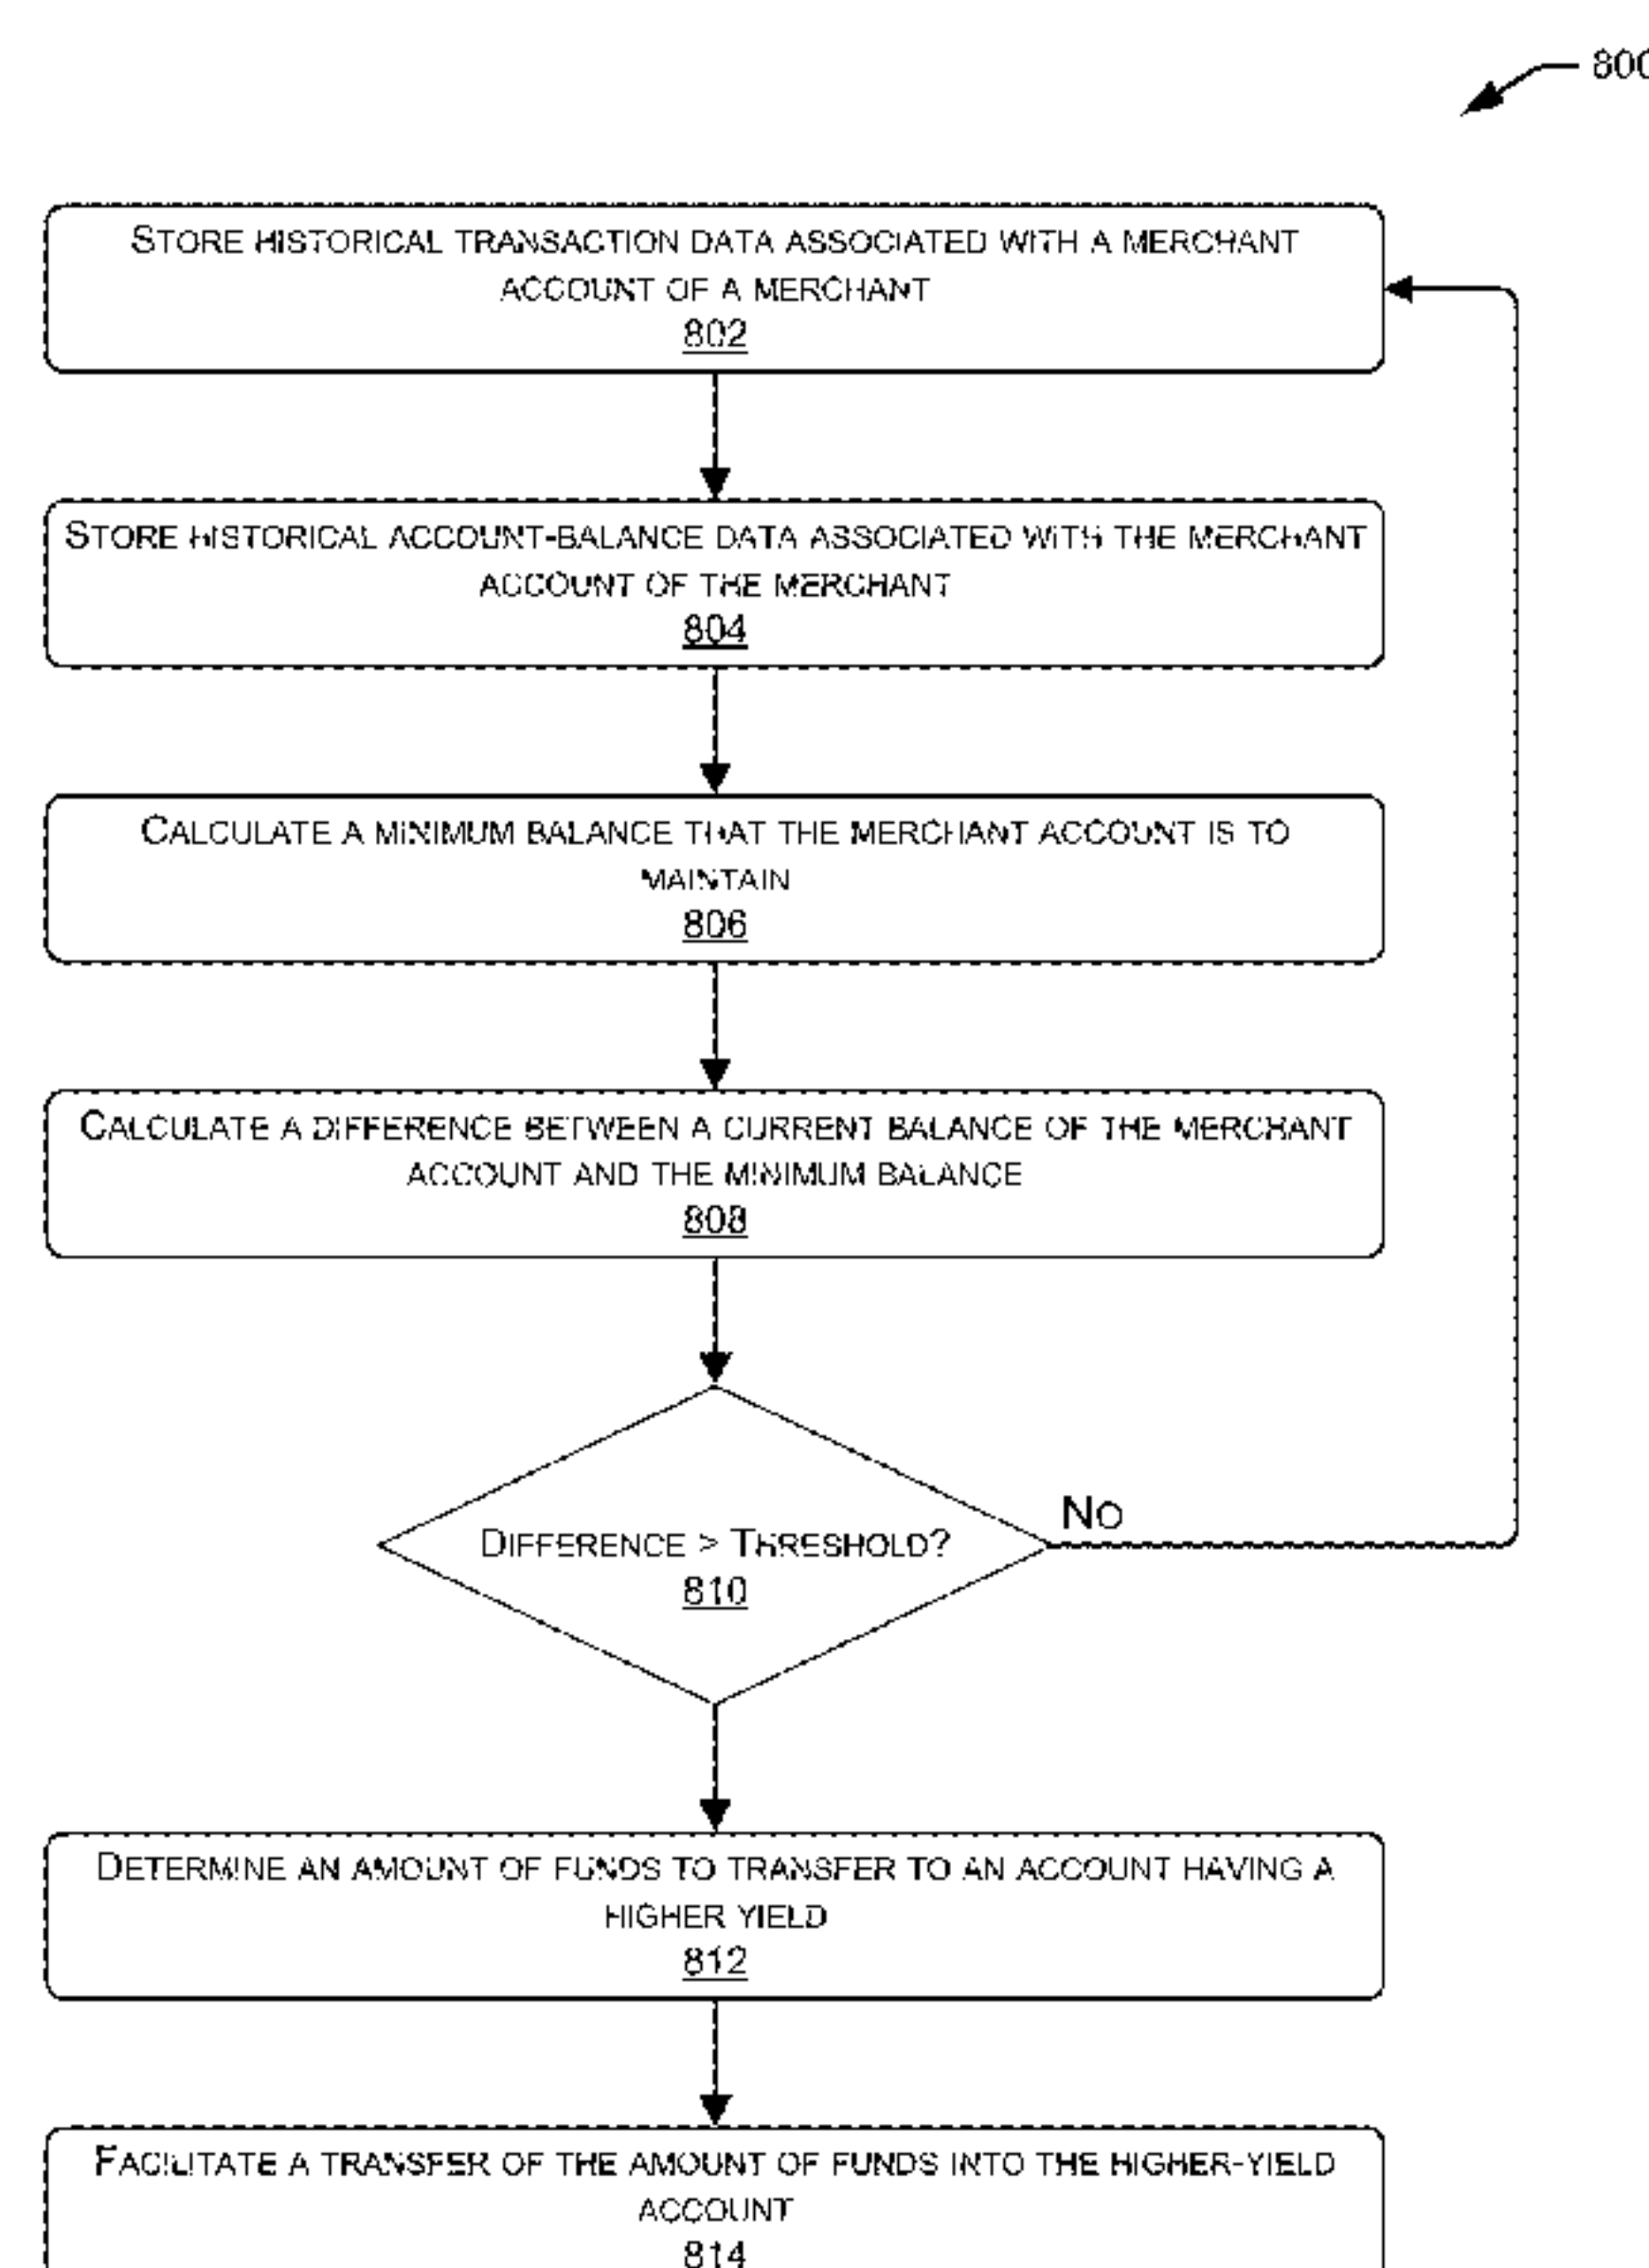 800
STORE HISTORICAL TRANSACTION DATA ASSOCIATED WITH A MERCHANT
ACCOUNT OF A MERCHANT
802
STORE HISTORICAL ACCOUNT-BALANCE DATA ASSOCIATED WITH THE MERCHANT
ACCOUNT OF THE MERCHANT
804
CALCULATE A MINIMUM BALANCE THAT THE MERCHANT ACCOUNT IS TO
MAINTAIN
806
CALCULATE A DIFFERENCE BETWEEN A CURRENT BALANCE OF THE MERCHANT
ACCOUNT AND THE MINIMUM BALANCE
808
DIFFERENCE > THRESHOLD?
810
NO
DETERMINE AN AMOUNT OF FUNDS TO TRANSFER TO AN ACCOUNT HAVING A
HIGHER YIELD
812
FACILITATE A TRANSFER OF THE AMOUNT OF FUNDS INTO THE HIGHER-YIELD
ACCOUNT
814